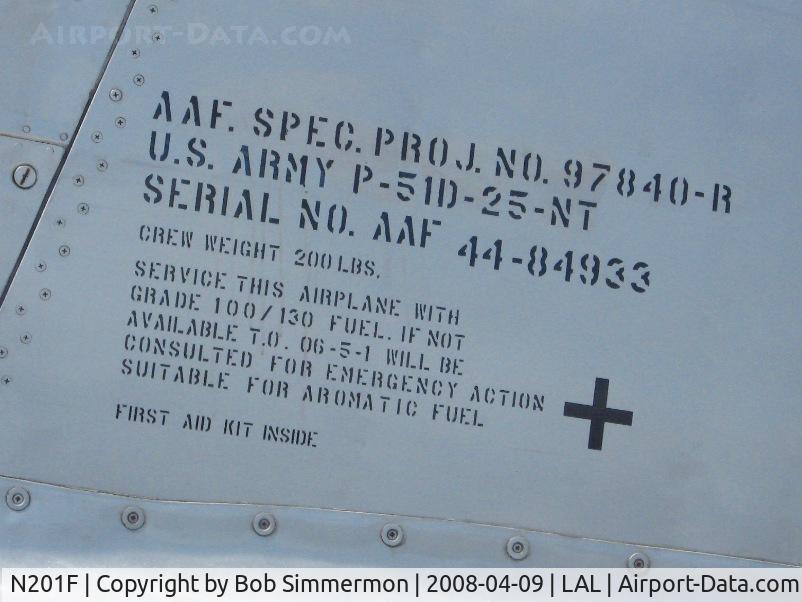 AIRPORT-DATA.COM
AAF. SPEC. PROJ. NO. 97840-R
U.S. ARMY P-51D-25-NT
SERIAL NO. AAF 44-84933
CREW WEIGHT 200 LBS.
SERVICE THIS AIRPLANE WITH
GRADE 100/130 FUEL. IF NOT
AVAILABLE T.O. 06-5-1 WILL BE
CONSULTED FOR EMERGENCY ACTION
SUITABLE FOR AROMATIC FUEL
FIRST AID KIT INSIDE
N201F | Copyright by Bob Simmermon | 2008-04-09 | LAL | Airport-Data.com